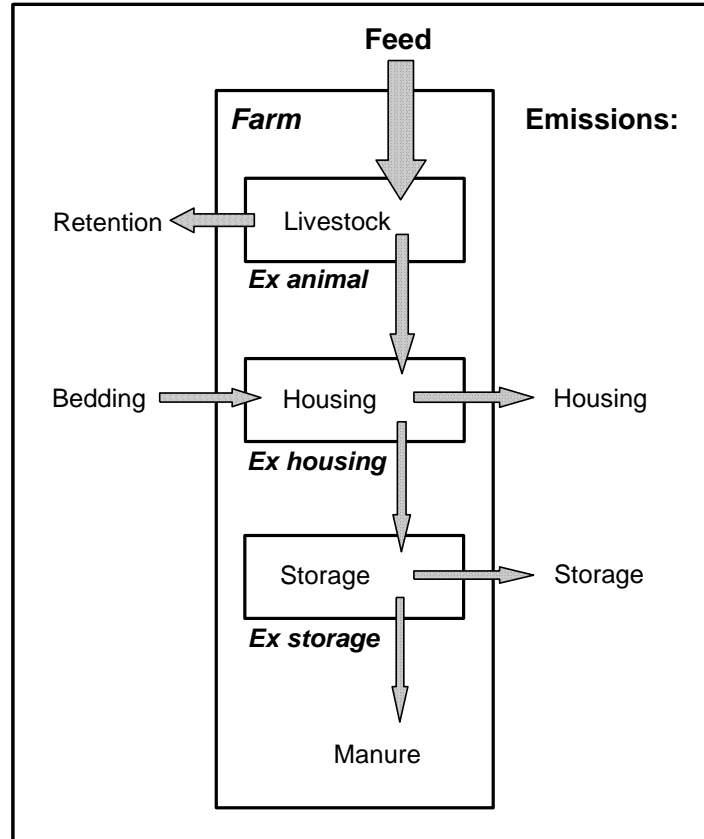 Feed
Farm
Emissions:
Retention
Livestock
Ex animal
Bedding
Housing
Housing
Ex housing
Storage
Storage
Ex storage
Manure